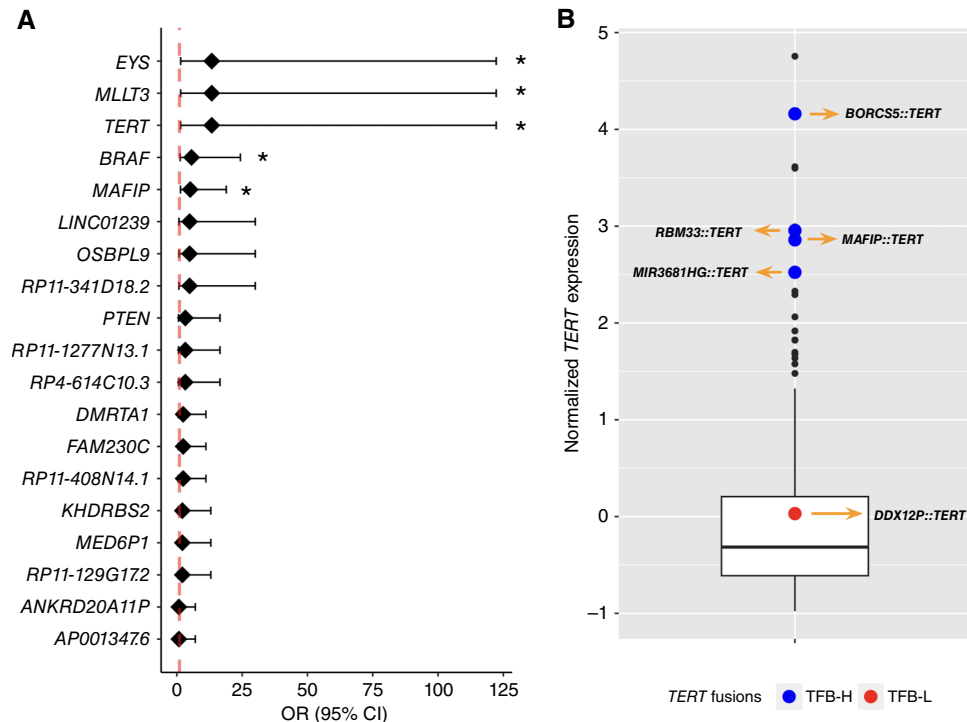 A
EYS
*
MLLT3
*
TERT
*
BRAF
*
MAFIP
*
LINC01239
OSBPL9
RP11-341D18.2
PTEN
RP11-1277N13.1
RP4-614C10.3
DMRTA1
FAM230C
RP11-408N14.1
KHDRBS2
MED6P1
RP11-129G17.2
ANKRD20A11P
AP001347.6
0 25 50 75 100 125
OR (95% CI)
B
Normalized TERT expression
5
4
3
2
1
0
−1
BORCS5::TERT
RBM33::TERT
MAFIP::TERT
MIR3681HG::TERT
DDX12P::TERT
TERT fusions TFB-H TFB-L